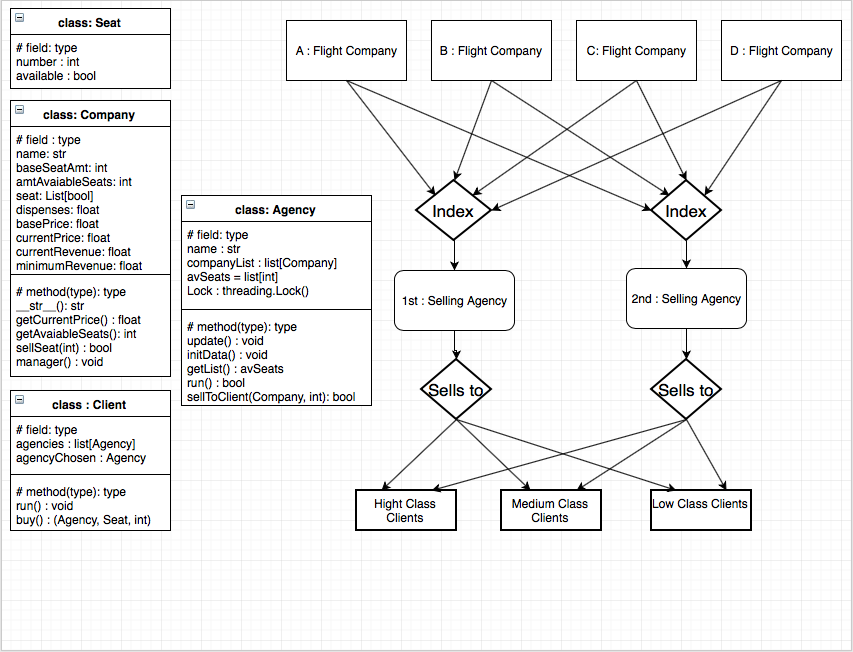 class: Seat
# field: type
number : int
available : bool
class: Company
# field : type
name: str
baseSeatAmt: int
amtAvaiableSeats: int
seat: List[bool]
dispenses: float
basePrice: float
currentPrice: float
currentRevenue: float
minimumRevenue: float
# method(type): type
__str__(): str
getCurrentPrice() : float
getAvaiableSeats(): int
sellSeat(int) : bool
manager() : void
class : Client
# field: type
agencies : list[Agency]
agencyChosen : Agency
# method(type): type
run() : void
buy() : (Agency, Seat, int)
class: Agency
# field: type
name : str
companyList : list[Company]
avSeats = list[int]
Lock : threading.Lock()
# method(type): type
update() : void
initData() : void
getList() : avSeats
run() : bool
sellToClient(Company, int): bool
A : Flight Company
B : Flight Company
C: Flight Company
D : Flight Company
Index
Index
1st : Selling Agency
2nd : Selling Agency
Sells to
Sells to
Hight Class
Clients
Medium Class
Clients
Low Class Clients